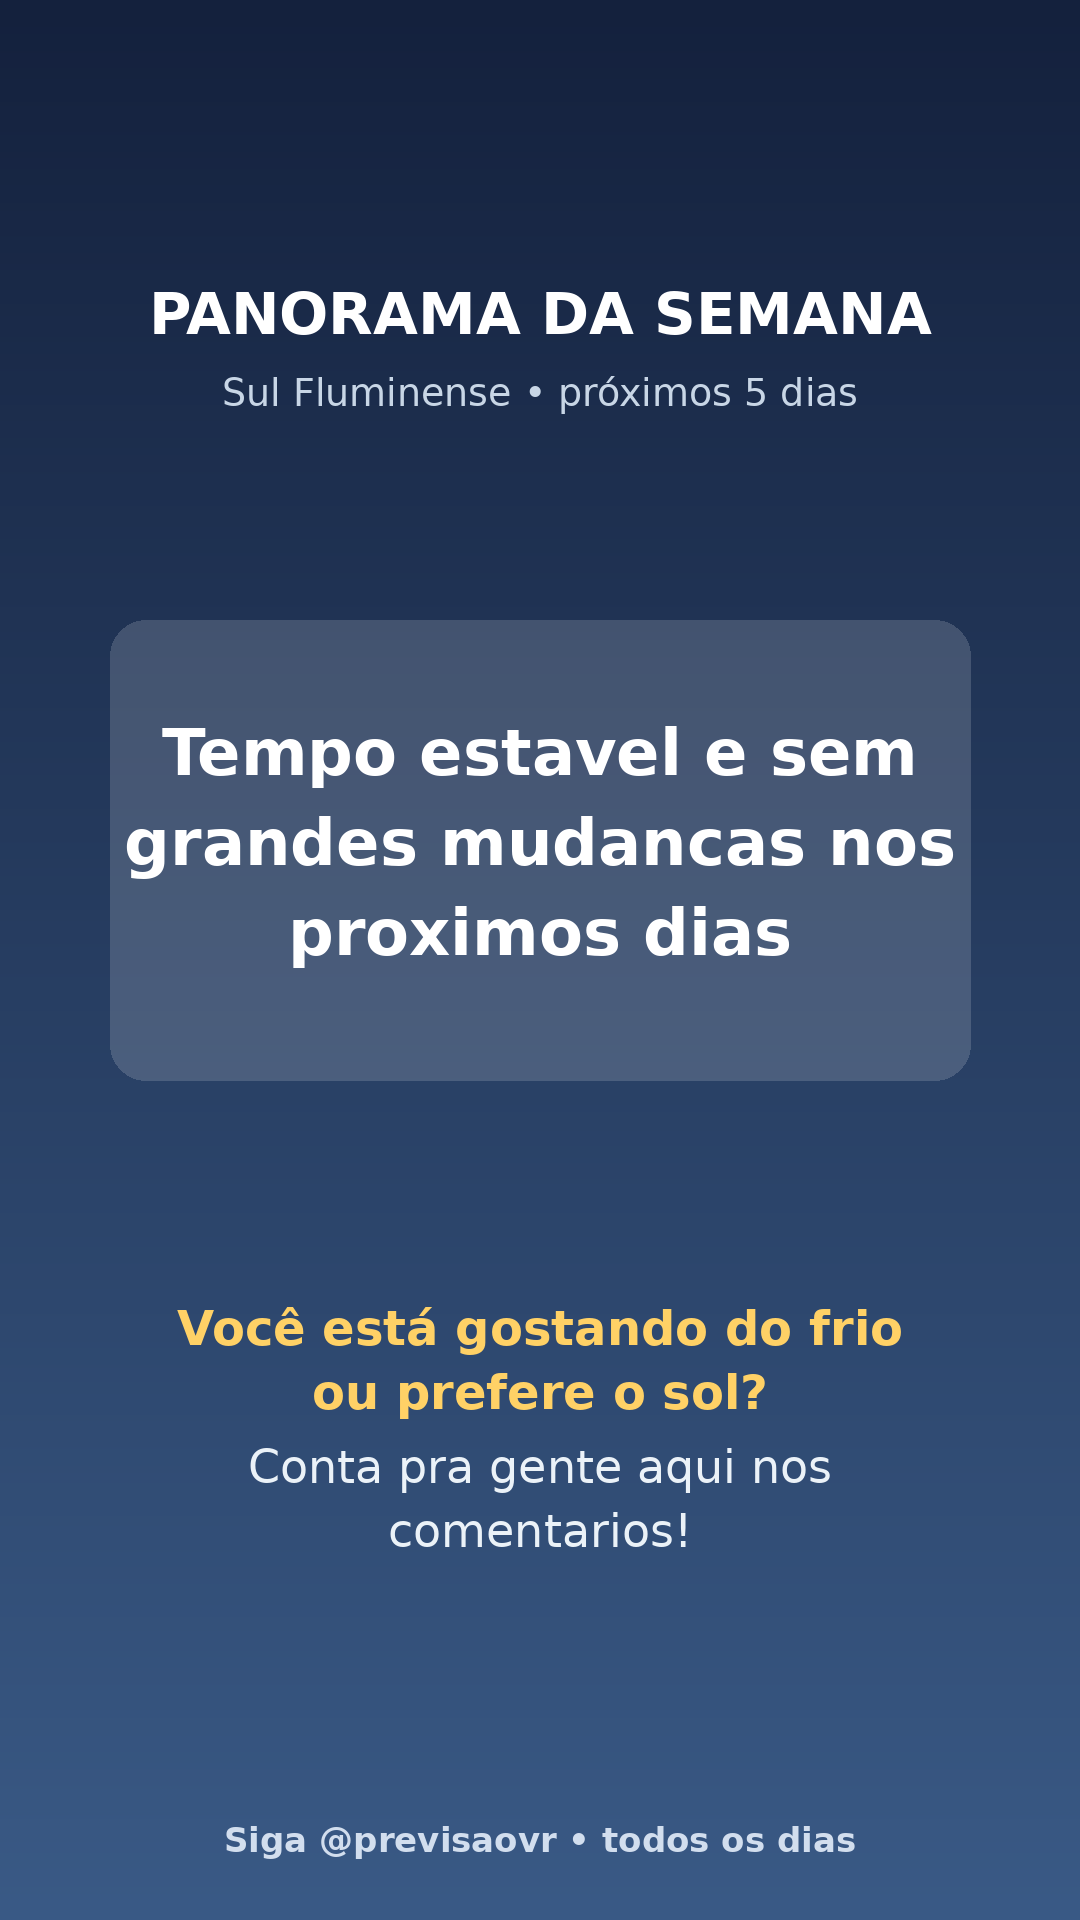 PANORAMA DA SEMANA
Sul Fluminense • próximos 5 dias
Tempo estavel e sem
grandes mudancas nos
proximos dias
Você está gostando do frio
ou prefere o sol?
Conta pra gente aqui nos
comentarios!
Siga @previsaovr • todos os dias